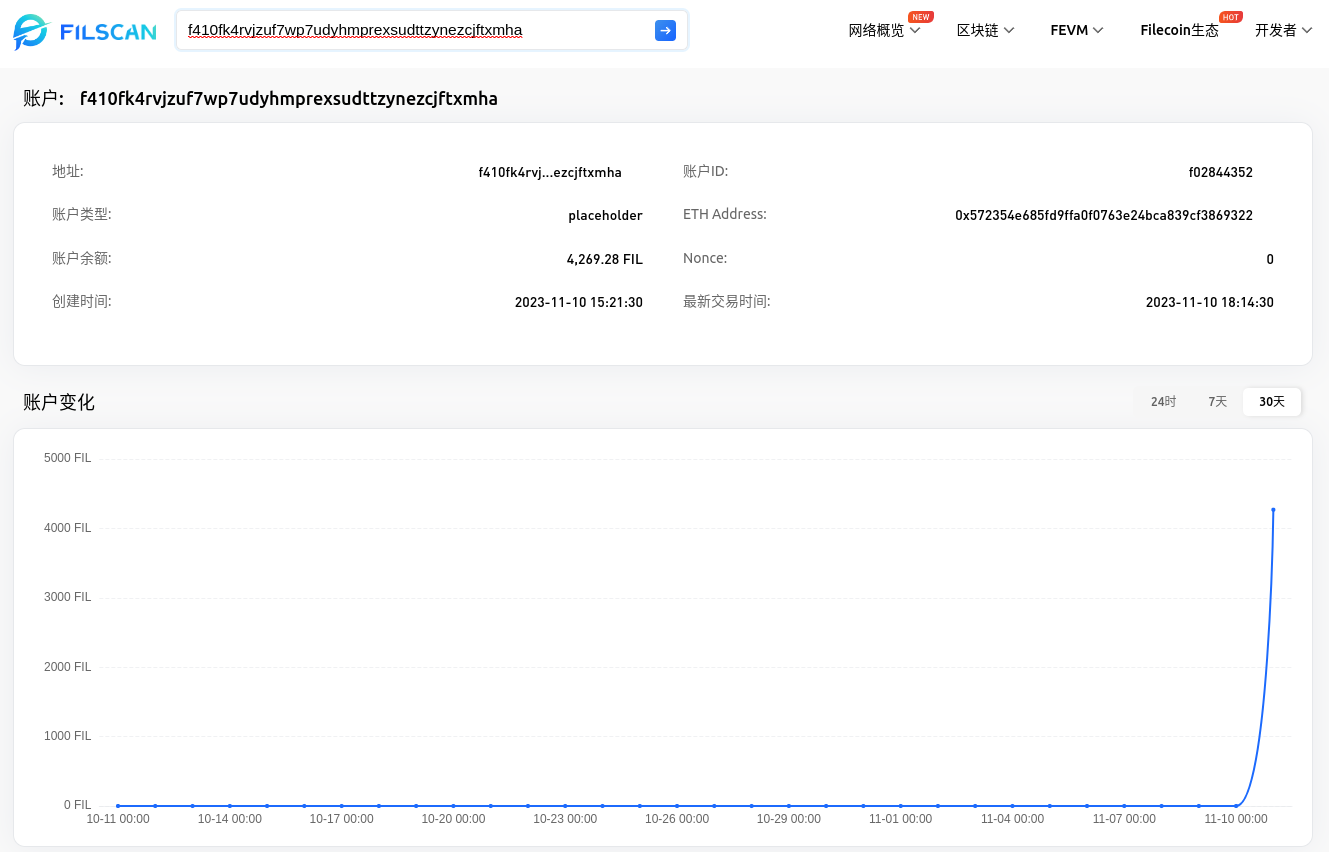 FILSCAN
f410fk4rvjzuf7wp7udyhmprexsudttzynezcjftxmha
网络概览 NEW 区块链 FEVM Filecoin生态 HOT 开发者
账户: f410fk4rvjzuf7wp7udyhmprexsudttzynezcjftxmha
地址: f410fk4rvj...ezcjftxmha 账户ID: f02844352
账户类型: placeholder ETH Address: 0x572354e685fd9ffa0f0763e24bca839cf3869322
账户余额: 4,269.28 FIL Nonce: 0
创建时间: 2023-11-10 15:21:30 最新交易时间: 2023-11-10 18:14:30
账户变化 24时 7天 30天
5000 FIL
4000 FIL
3000 FIL
2000 FIL
1000 FIL
0 FIL
10-11 00:00 10-14 00:00 10-17 00:00 10-20 00:00 10-23 00:00 10-26 00:00 10-29 00:00 11-01 00:00 11-04 00:00 11-07 00:00 11-10 00:00